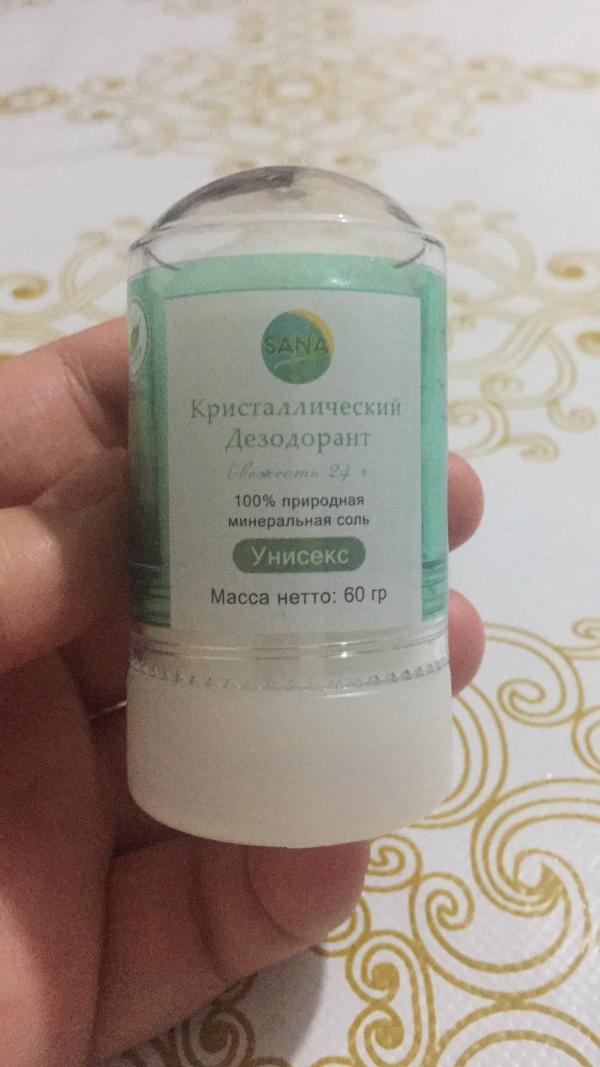 SANA
Кристаллический
Дезодорант
Свежесть 24 ч
100% природная
минеральная соль
Унисекс
Масса нетто: 60 гр